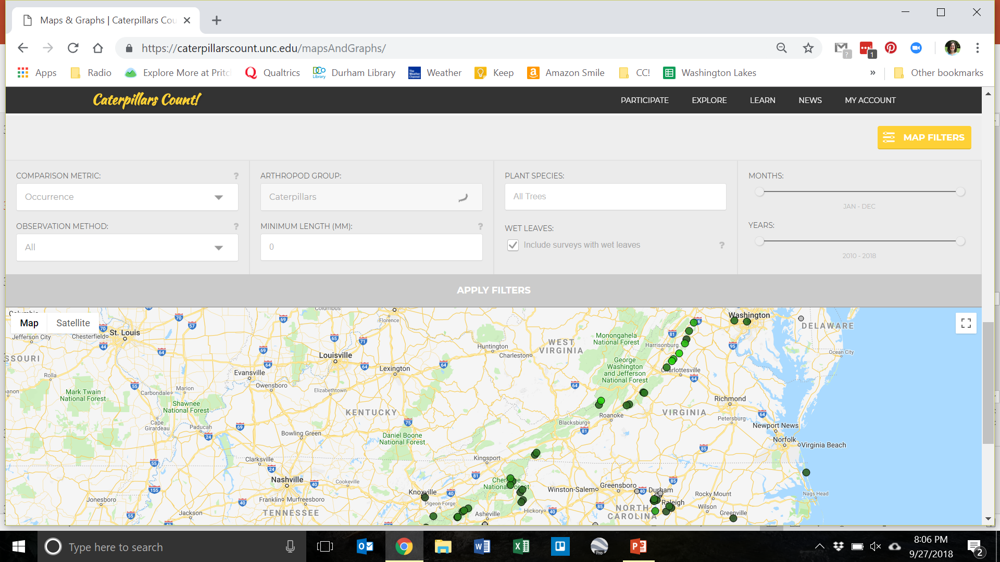 Maps & Graphs | Caterpillars Cou
https://caterpillarscount.unc.edu/mapsAndGraphs/
?
1
Apps
Radio
Explore More at Pritc
Qualtrics
Durham Library
Weather
Keep
Amazon Smile
CC!
Washington Lakes
»
Other bookmarks
Caterpillars Count!
PARTICIPATE
EXPLORE
LEARN
NEWS
MY ACCOUNT
MAP FILTERS
COMPARISON METRIC:
?
Occurrence
OBSERVATION METHOD:
?
All
ARTHROPOD GROUP:
Caterpillars
MINIMUM LENGTH (MM):
?
0
PLANT SPECIES:
All Trees
WET LEAVES:
Include surveys with wet leaves
?
MONTHS:
JAN - DEC
YEARS:
2010 - 2018
APPLY FILTERS
Map
Satellite
Columbus
Florence
Washington
DELAWARE
Jefferson City
Chesterfield
St. Louis
Huntington
Charleston
WEST
VIRGINIA
Monongahela
National Forest
Harrisonburg
Ocean City
SSOURI
Rolla
Louisville
Lexington
Evansville
Owensboro
Elizabethtown
George
Washington
and Jefferson
National Forest
Charlottesville
Mark Twain
National Forest
Marion
Carbondale
Shawnee
National Forest
Cape
Girardeau
Paducah
KENTUCKY
Bowling Green
Daniel Boone
National Forest
Blacksburg
Roanoke
VIRGINIA
Richmond
Petersburg
Newport News
Norfolk
Virginia Beach
Clarksville
Nashville
Cookeville
Kingsport
Knoxville
Pigeon Forge
Cherokee
National Forest
Winston-Salem
Greensboro
Durham
Raleigh
Rocky Mount
Wilson
Greenville
Nags Head
Jonesboro
Jackson
Franklin
Murfreesboro
TENNESSEE
Asheville
Hickory
NORTH
CAROLINA
Type here to search
8:06 PM
9/27/2018
2